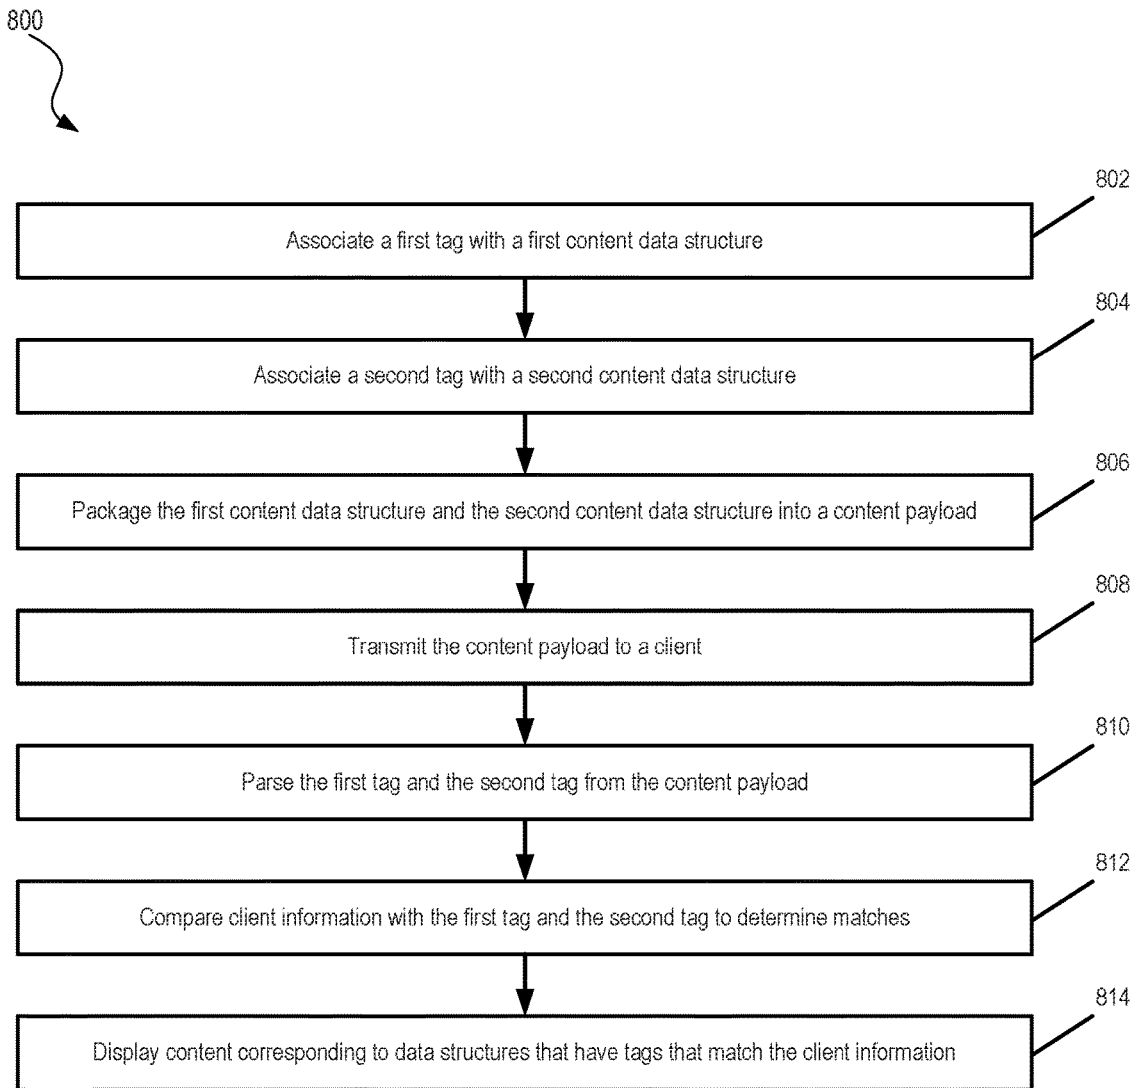 800
802
Associate a first tag with a first content data structure
804
Associate a second tag with a second content data structure
806
Package the first content data structure and the second content data structure into a content payload
808
Transmit the content payload to a client
810
Parse the first tag and the second tag from the content payload
812
Compare client information with the first tag and the second tag to determine matches
814
Display content corresponding to data structures that have tags that match the client information